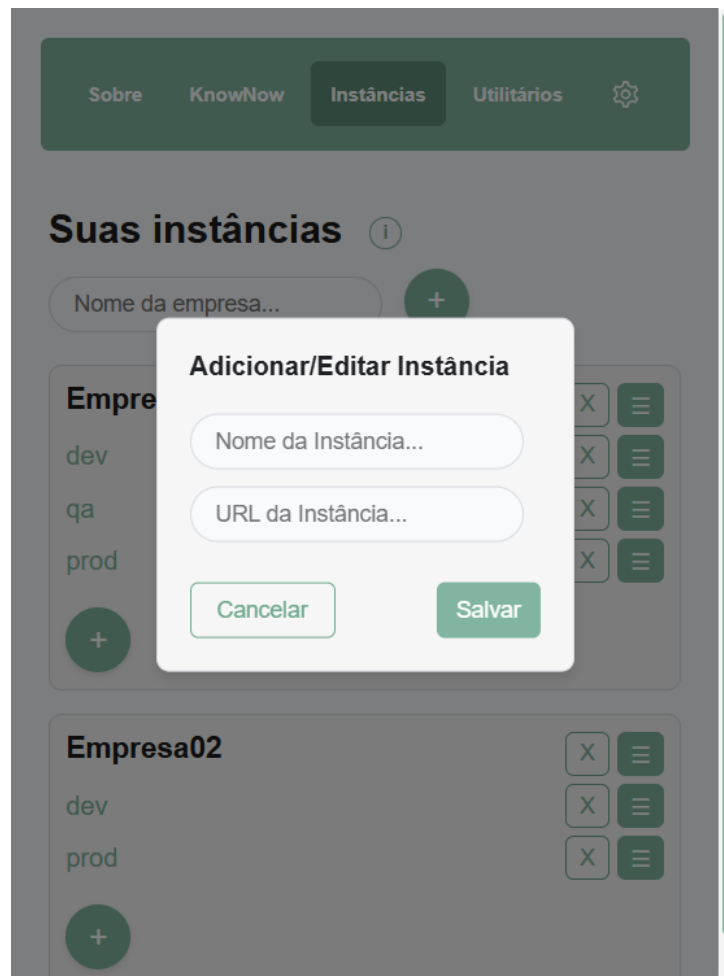 Sobre KnowNow Instâncias Utilitários
Suas instâncias i
Nome da empresa... +
Adicionar/Editar Instância
Nome da Instância...
URL da Instância...
Cancelar Salvar
Empre X
dev X
qa X
prod X
+
Empresa02 X
dev X
prod X
+